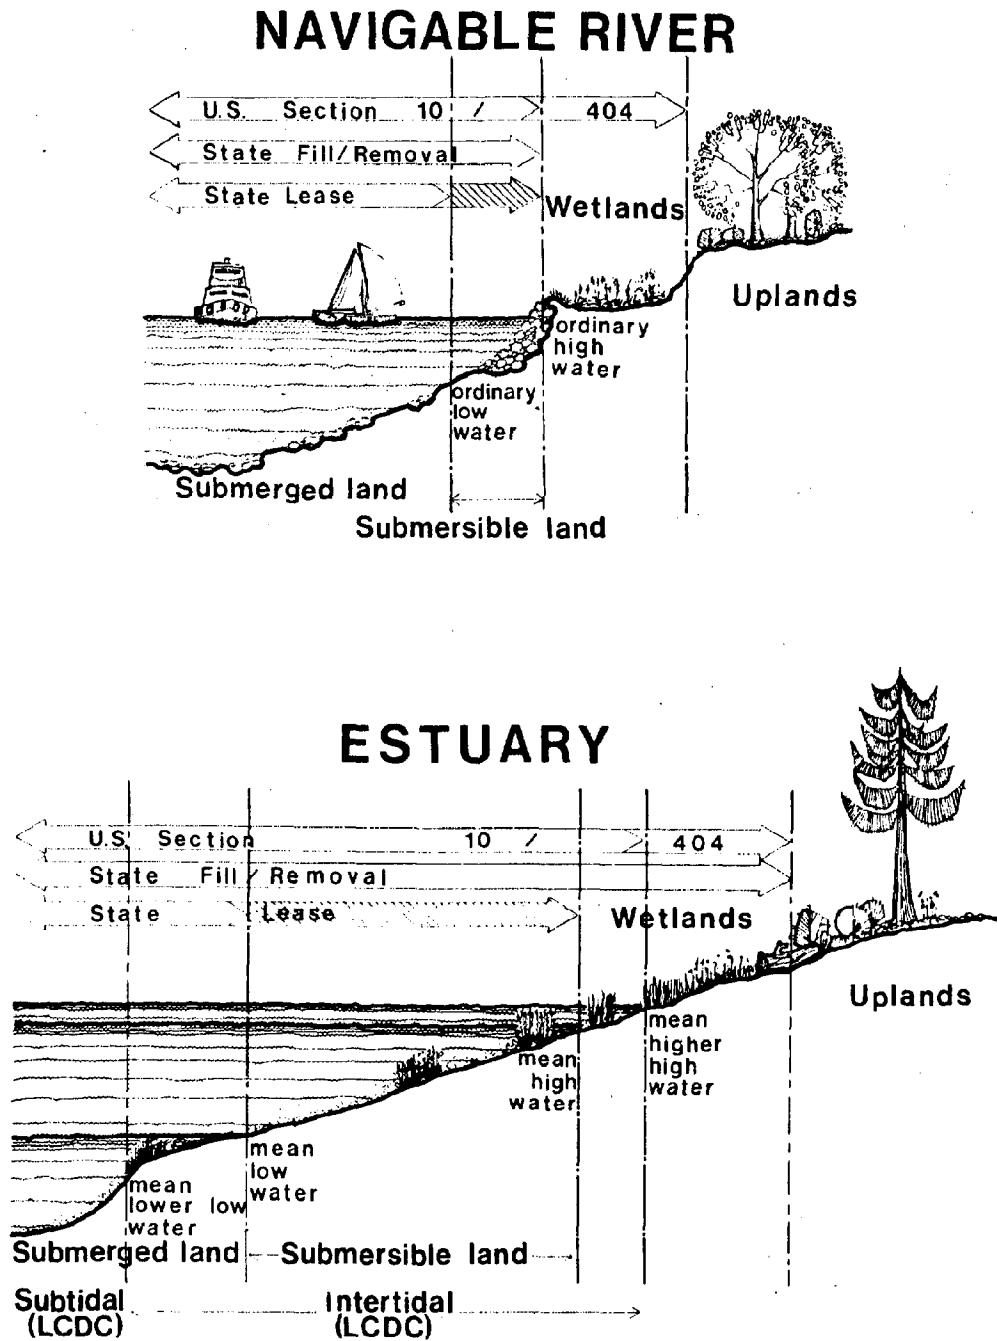 NAVIGABLE RIVER
U.S. Section 10 / 404
State Fill/Removal
State Lease
Wetlands
Uplands
ordinary
high
water
ordinary
low
water
Submerged land
Submersible land
ESTUARY
U.S. Section 10 / 404
State Fill / Removal
State Lease
Wetlands
Uplands
mean
higher
high
water
mean
high
water
mean
low
water
mean
lower low
water
Submerged land
Submersible land
Subtidal
(LCDC)
Intertidal
(LCDC)